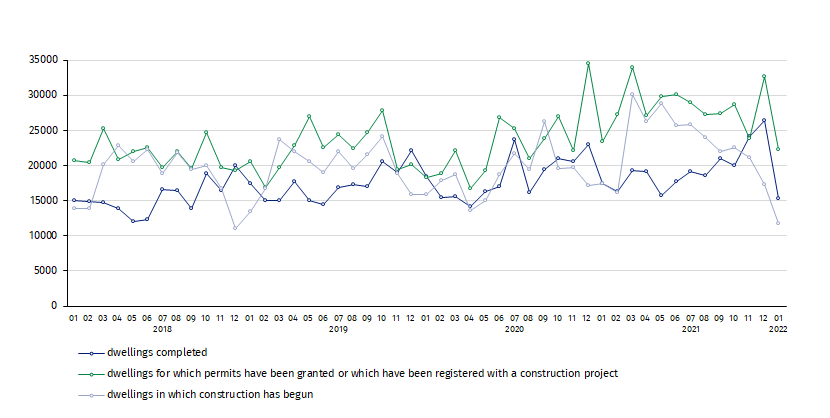 35000
30000
25000
20000
15000
10000
5000
0
01 02 03 04 05 06 07 08 09 10 11 12 01 02 03 04 05 06 07 08 09 10 11 12 01 02 03 04 05 06 07 08 09 10 11 12 01 02 03 04 05 06 07 08 09 10 11 12 01
2018 2019 2020 2021 2022
dwellings completed
dwellings for which permits have been granted or which have been registered with a construction project
dwellings in which construction has begun